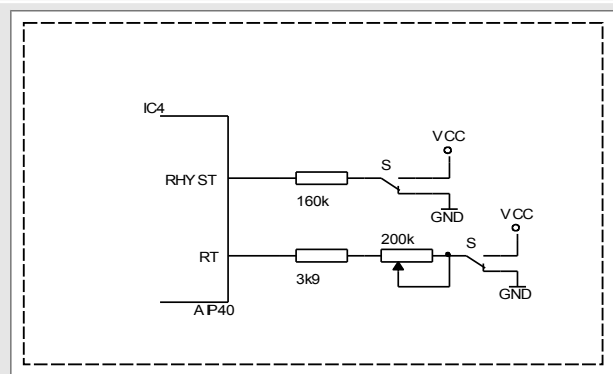 IC4
VCC
S
RHYST
160k
GND
VCC
200k
S
RT
3k9
GND
AIP40